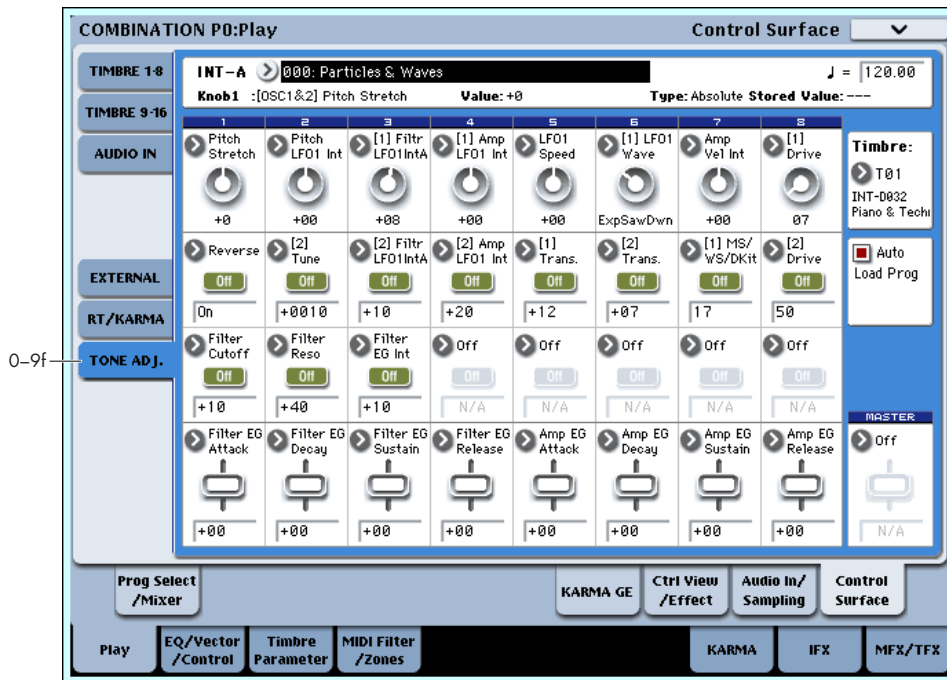 COMBINATION P0:Play
Control Surface
TIMBRE 1-8
TIMBRE 9-16
AUDIO IN
EXTERNAL
RT/KARMA
0–9f
TONE ADJ.
INT-A 000: Particles & Waves ♩ = 120.00
Knob1 :[OSC1&2] Pitch Stretch Value: +0 Type: Absolute Stored Value: ---
1 2 3 4 5 6 7 8
Pitch Stretch
Pitch LFO1 Int
[1] Filtr LFO1IntA
[1] Amp LFO1 Int
LFO1 Speed
[1] LFO1 Wave
Amp Vel Int
[1] Drive
+0 +00 +08 +00 +00 ExpSawDwn +00 07
Reverse
[2] Tune
[2] Filtr LFO1IntA
[2] Amp LFO1 Int
[1] Trans.
[2] Trans.
[1] MS/ WS/DKit
[2] Drive
Off Off Off Off Off Off Off Off
On +0010 +10 +20 +12 +07 17 50
Filter Cutoff
Filter Reso
Filter EG Int
Off Off Off Off Off
Off Off Off Off Off Off Off Off
+10 +40 +10 N/A N/A N/A N/A N/A
Filter EG Attack
Filter EG Decay
Filter EG Sustain
Filter EG Release
Amp EG Attack
Amp EG Decay
Amp EG Sustain
Amp EG Release
+00 +00 +00 +00 +00 +00 +00 +00
Timbre:
T01
INT-D032
Piano & Techn
Auto
Load Prog
MASTER
Off
N/A
Prog Select /Mixer
KARMA GE
Ctrl View /Effect
Audio In/ Sampling
Control Surface
Play
EQ/Vector /Control
Timbre Parameter
MIDI Filter /Zones
KARMA
IFX
MFX/TFX